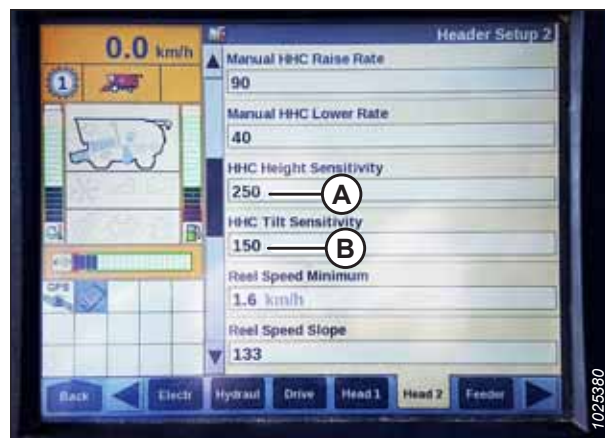 0.0 km/h
Header Setup 2
1
Manual HHC Raise Rate
90
Manual HHC Lower Rate
40
HHC Height Sensitivity
250
A
HHC Tilt Sensitivity
150
B
Reel Speed Minimum
1.6 km/h
Reel Speed Slope
133
GPS
Back
Electr
Hydraul
Drive
Head 1
Head 2
Feeder
1025380